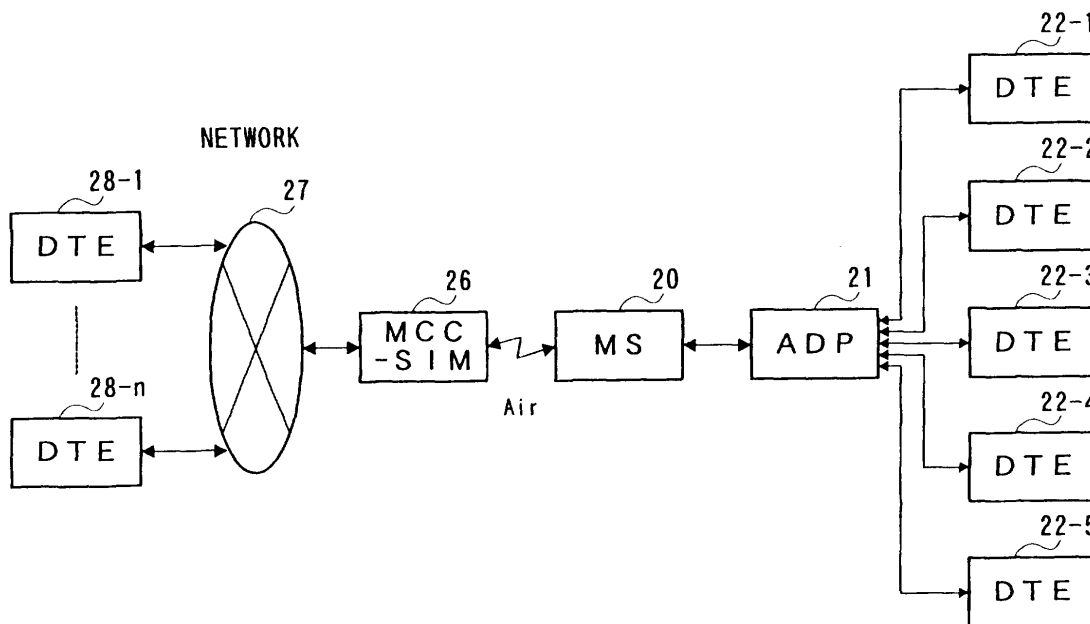 NETWORK
27
28-1
DTE
28-n
DTE
26
MCC
-SIM
Air
20
MS
21
ADP
22-1
DTE
22-2
DTE
22-3
DTE
22-4
DTE
22-5
DTE